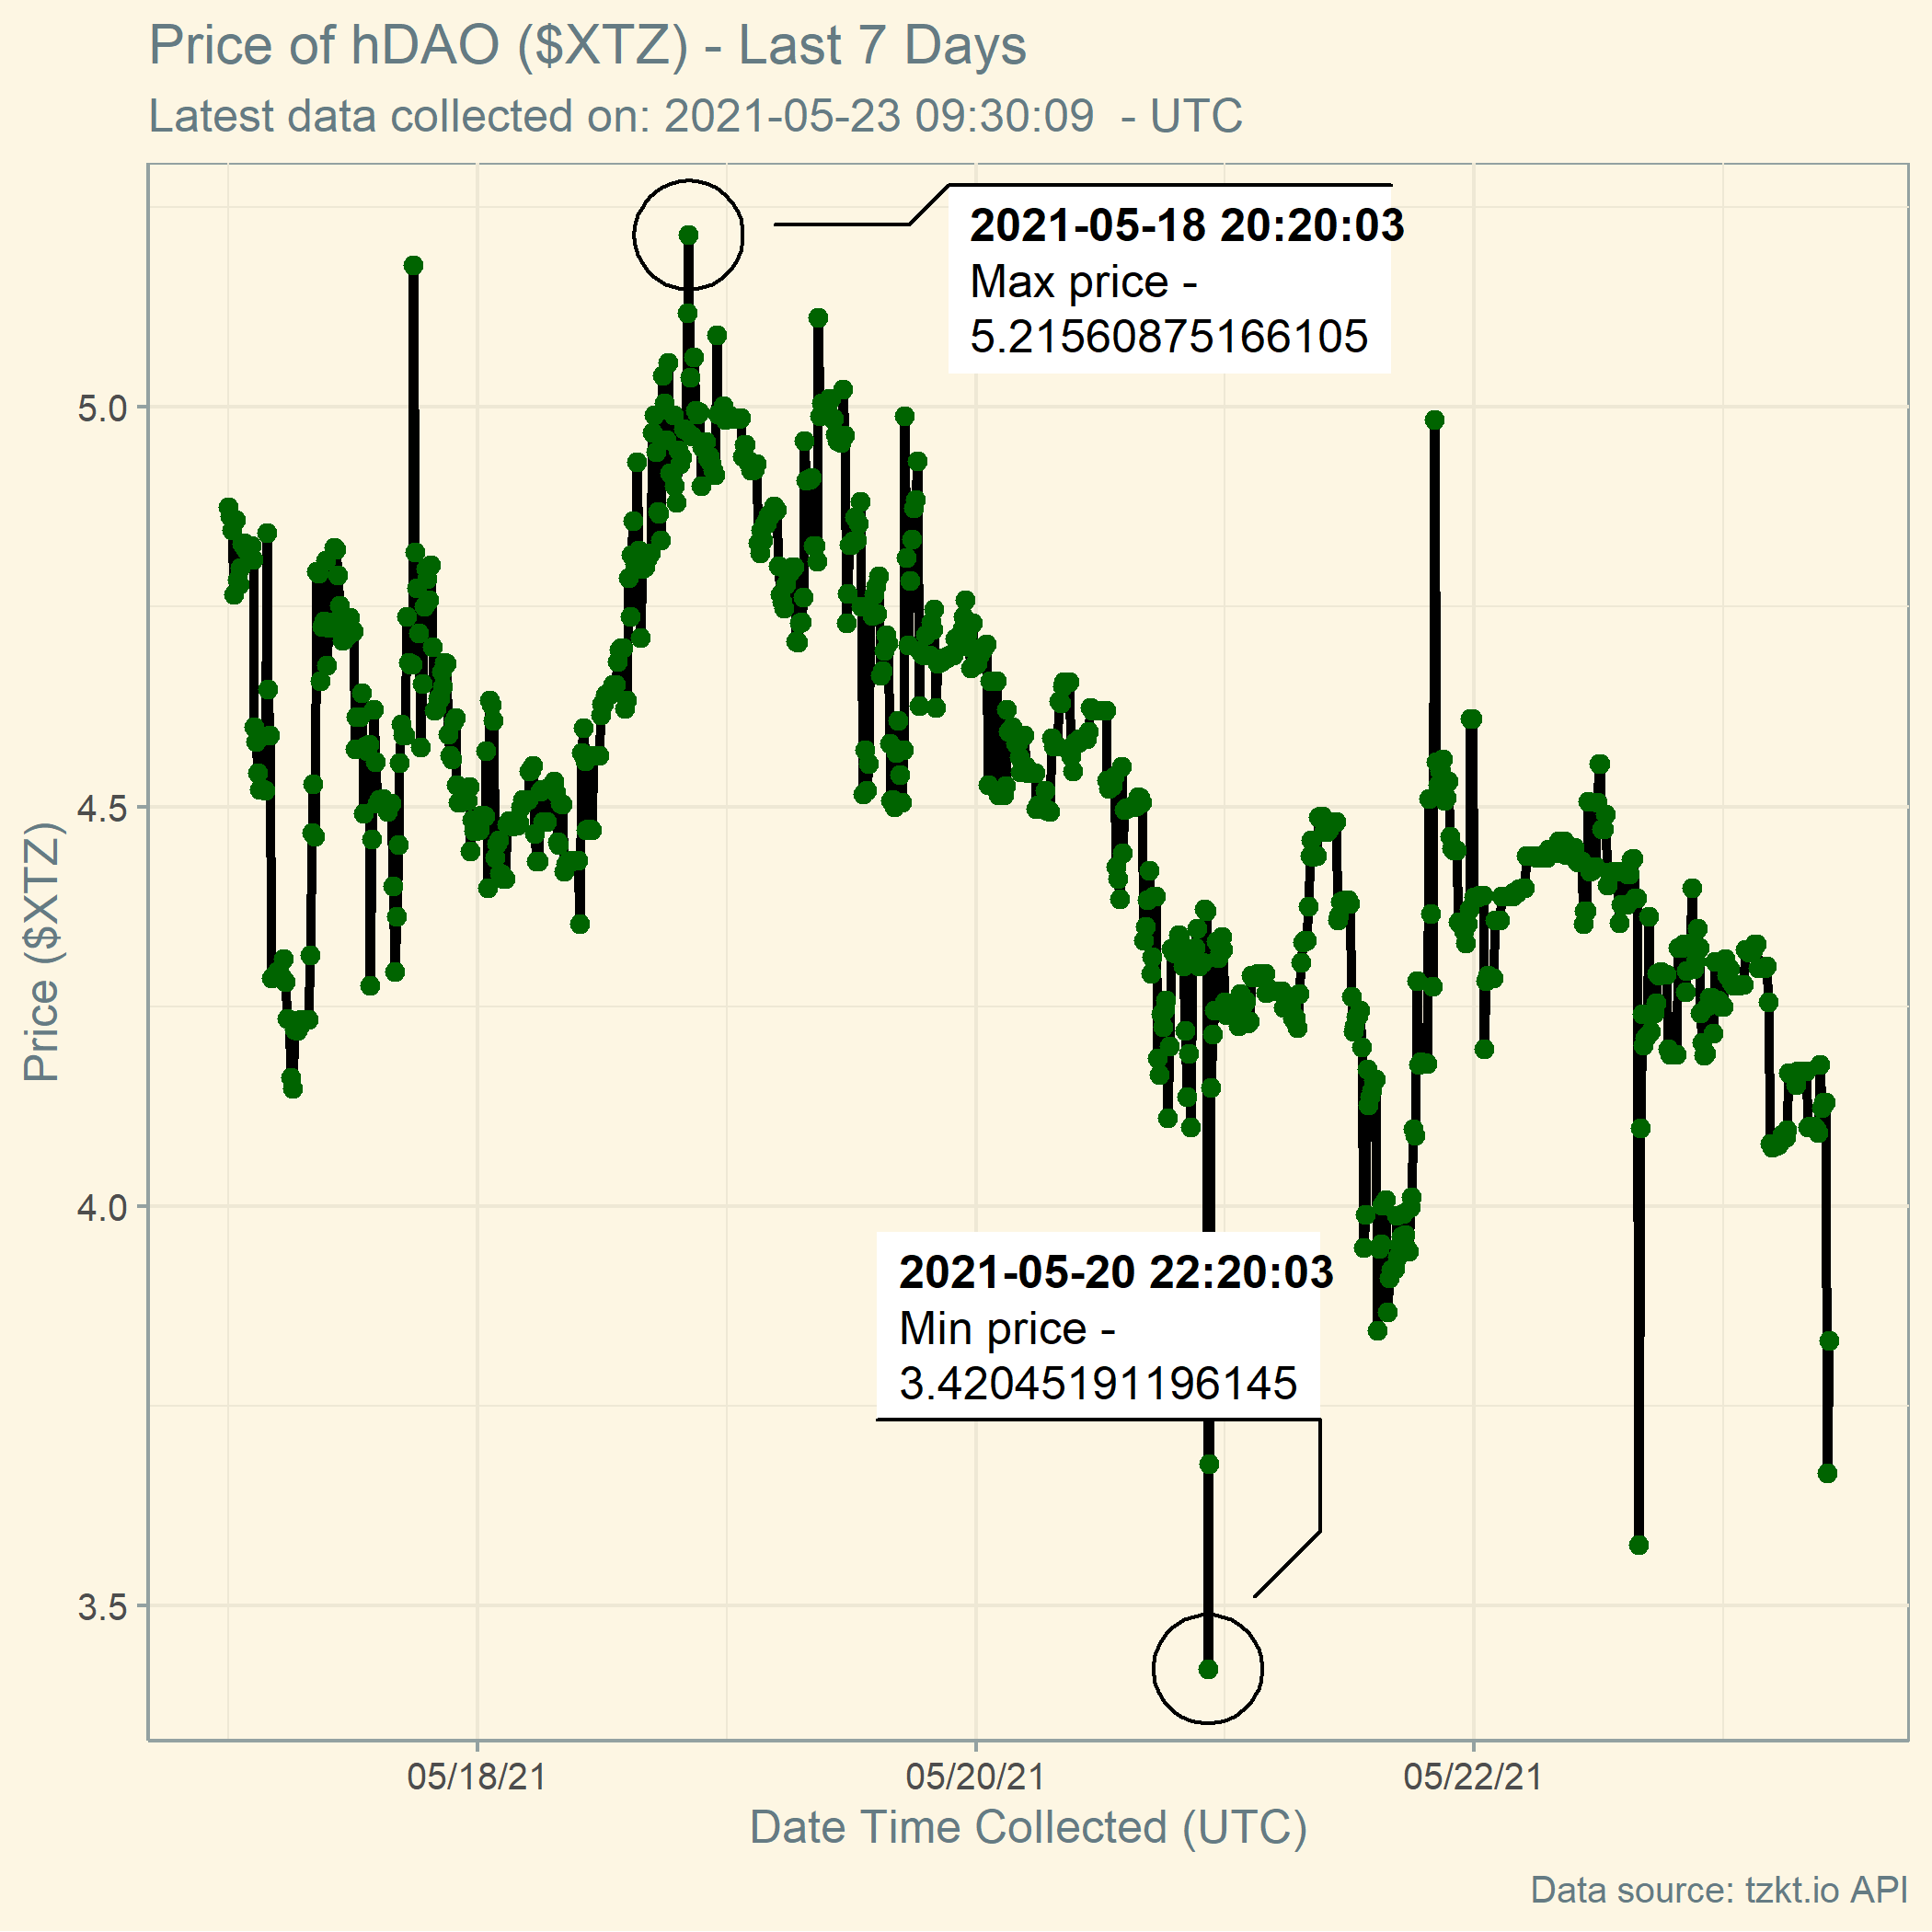 Price of hDAO ($XTZ) - Last 7 Days
Latest data collected on: 2021-05-23 09:30:09  - UTC
2021-05-18 20:20:03
Max price -
5.21560875166105
5.0
4.5
4.0
3.5
Price ($XTZ)
2021-05-20 22:20:03
Min price -
3.42045191196145
05/18/21
05/20/21
05/22/21
Date Time Collected (UTC)
Data source: tzkt.io API